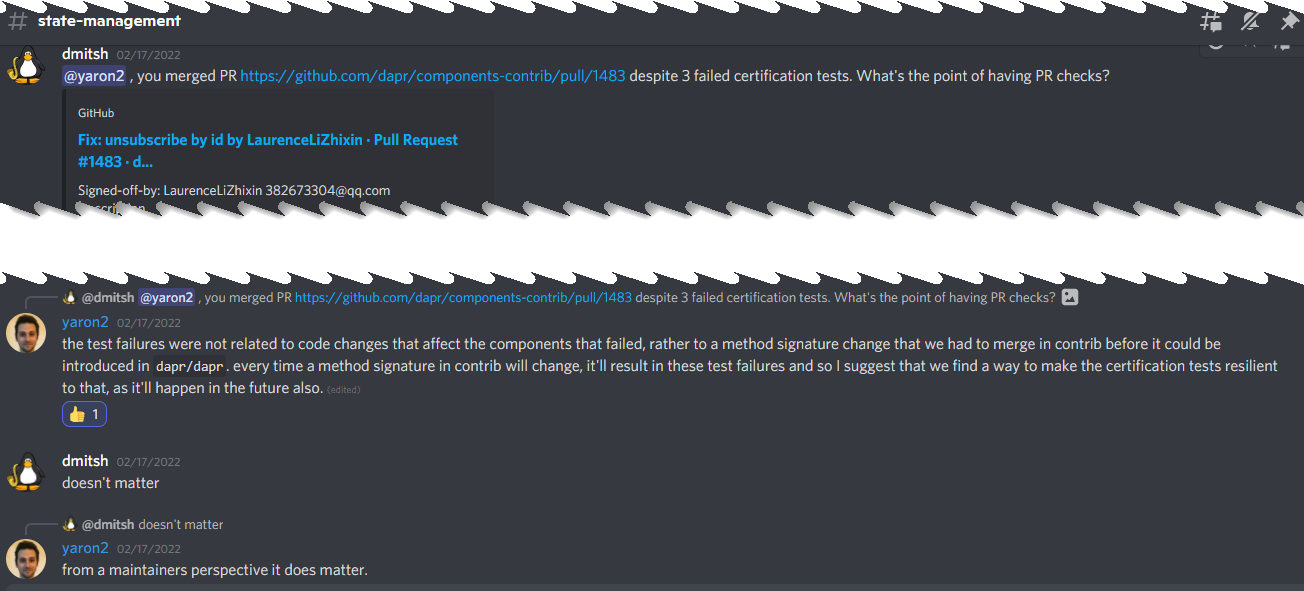 # state-management
dmitsh 02/17/2022
@yaron2 , you merged PR https://github.com/dapr/components-contrib/pull/1483 despite 3 failed certification tests. What's the point of having PR checks?
GitHub
Fix: unsubscribe by id by LaurenceLiZhixin · Pull Request
#1483 · d...
Signed-off-by: LaurenceLiZhixin 382673304@qq.com
@dmitsh @yaron2 , you merged PR https://github.com/dapr/components-contrib/pull/1483 despite 3 failed certification tests. What's the point of having PR checks?
yaron2 02/17/2022
the test failures were not related to code changes that affect the components that failed, rather to a method signature change that we had to merge in contrib before it could be
introduced in dapr/dapr . every time a method signature in contrib will change, it'll result in these test failures and so I suggest that we find a way to make the certification tests resilient
to that, as it'll happen in the future also. (edited)
👍 1
dmitsh 02/17/2022
doesn't matter
@dmitsh doesn't matter
yaron2 02/17/2022
from a maintainers perspective it does matter.